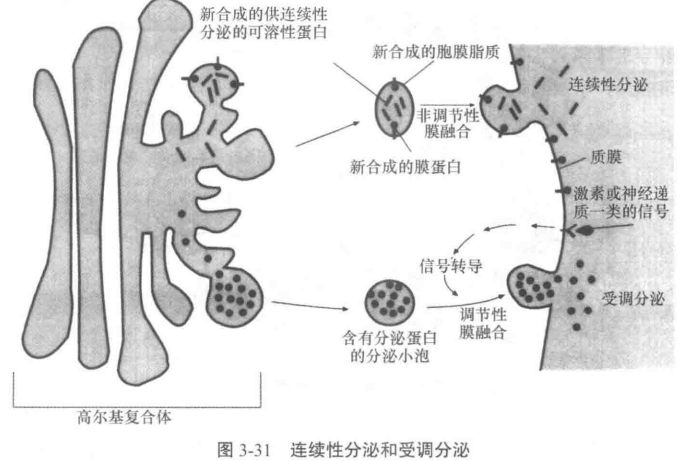 新合成的供连续性
分泌的可溶性蛋白
新合成的胞膜脂质
连续性分泌
非调节性
膜融合
新合成的膜蛋白
质膜
激素或神经递
质一类的信号
信号转导
受调分泌
调节性
膜融合
含有分泌蛋白
的分泌小泡
高尔基复合体
图 3-31 连续性分泌和受调分泌